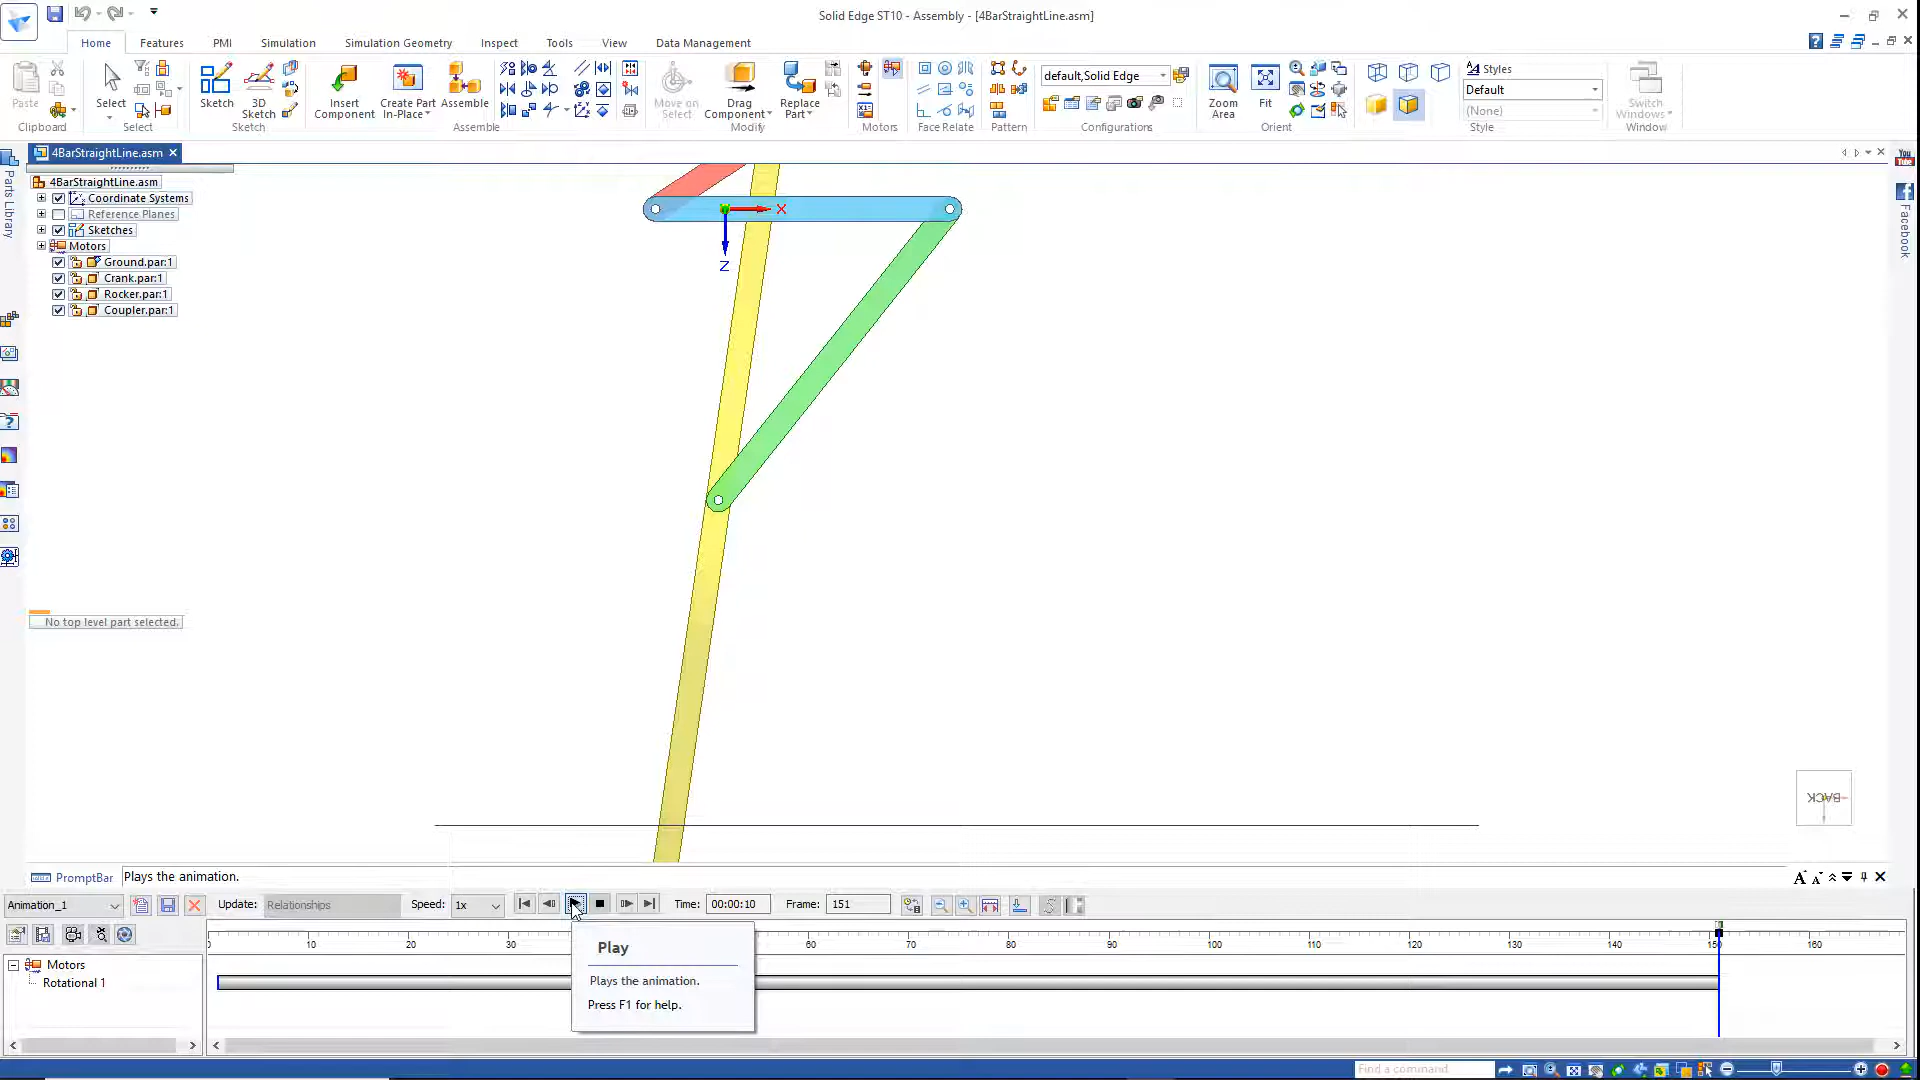 Solid Edge ST10 - Assembly - [4BarStraightLine.asm]
Home Features PMI Simulation Simulation Geometry Inspect Tools View Data Management
Paste
Clipboard
Select
Select
Sketch
3D Sketch
Sketch
Insert Component
Create Part In-Place
Assemble
Assemble
Move on Select
Drag Component
Replace Part
Modify
Motors
Face Relate
Pattern
default,Solid Edge
Configurations
Zoom Area
Fit
Orient
Styles
Default
(None)
Style
Switch Windows
Window
4BarStraightLine.asm
Parts Library
You Tube
Facebook
4BarStraightLine.asm
Coordinate Systems
Reference Planes
Sketches
Motors
Ground.par:1
Crank.par:1
Rocker.par:1
Coupler.par:1
No top level part selected.
X
Z
BACK
PromptBar
Plays the animation.
Animation_1
Update: Relationships
Speed: 1x
Time: 00:00:10
Frame: 151
0 10 20 30 60 70 80 90 100 110 120 130 140 150 160
Motors
Rotational 1
Play
Plays the animation.
Press F1 for help.
Find a command